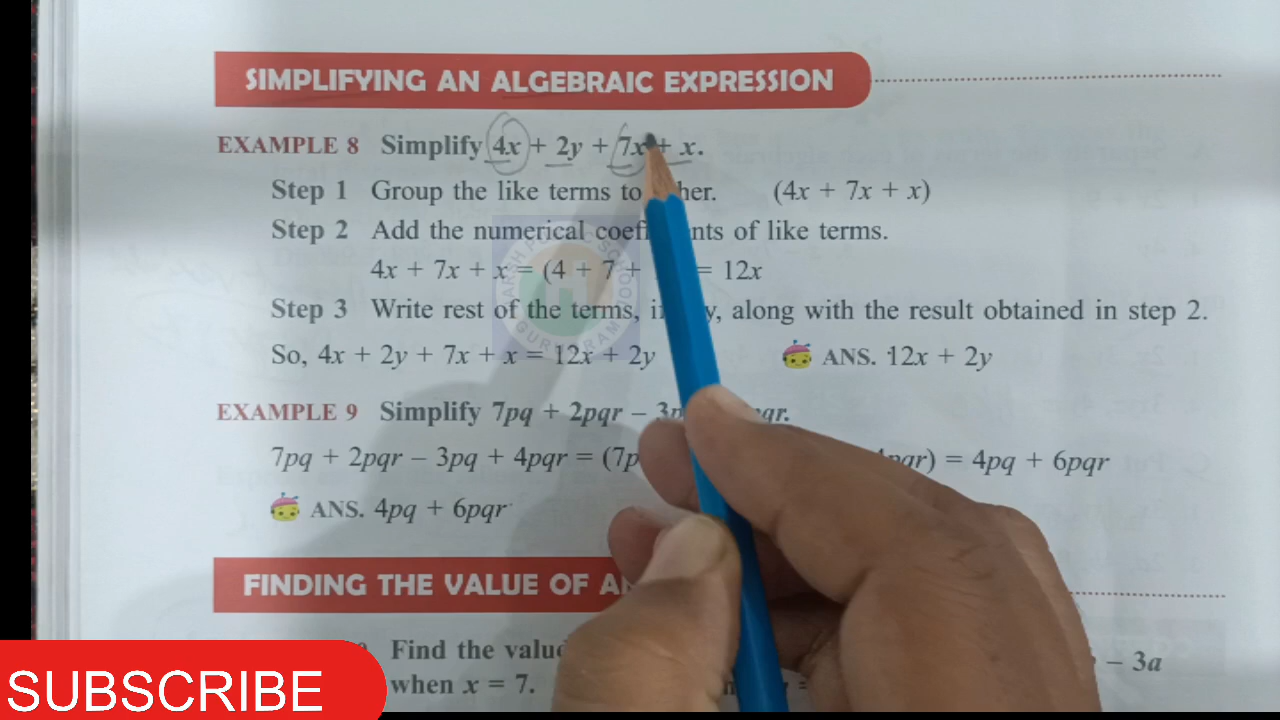 SIMPLIFYING AN ALGEBRAIC EXPRESSION
EXAMPLE 8 Simplify 4x + 2y + 7x + x.
Step 1 Group the like terms to her. (4x + 7x + x)
Step 2 Add the numerical coeff nts of like terms.
4x + 7x + x = (4 + 7 + = 12x
Step 3 Write rest of the terms, i y, along with the result obtained in step 2.
So, 4x + 2y + 7x + x = 12x + 2y ANS. 12x + 2y
EXAMPLE 9 Simplify 7pq + 2pqr – 3p qr.
7pq + 2pqr – 3pq + 4pqr = (7p 4pqr) = 4pq + 6pqr
ANS. 4pq + 6pqr
FINDING THE VALUE OF A
Find the value – 3a
when x = 7.
SUBSCRIBE